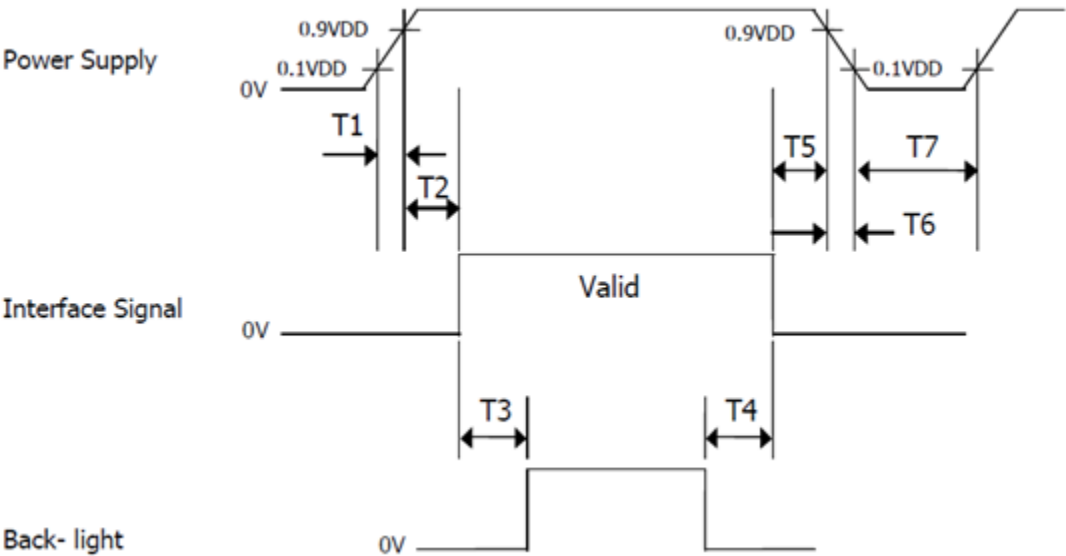 0.9VDD
0.9VDD
Power Supply
0.1VDD
0.1VDD
0V
T1
T5
T7
T2
T6
Valid
Interface Signal
0V
T3
T4
Back- light
0V